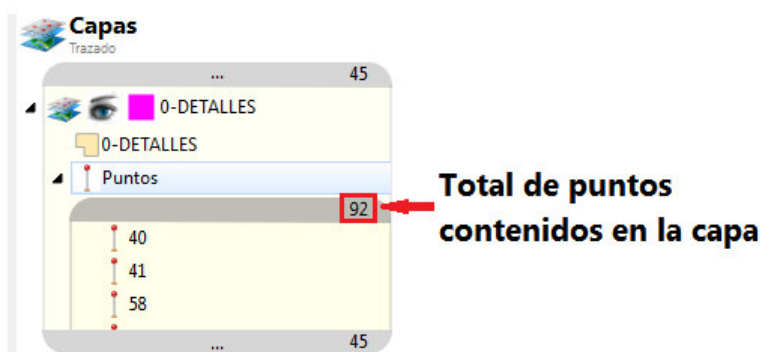 Capas
Trazado
... 45
0-DETALLES
0-DETALLES
Puntos
92
Total de puntos
contenidos en la capa
40
41
58
... 45